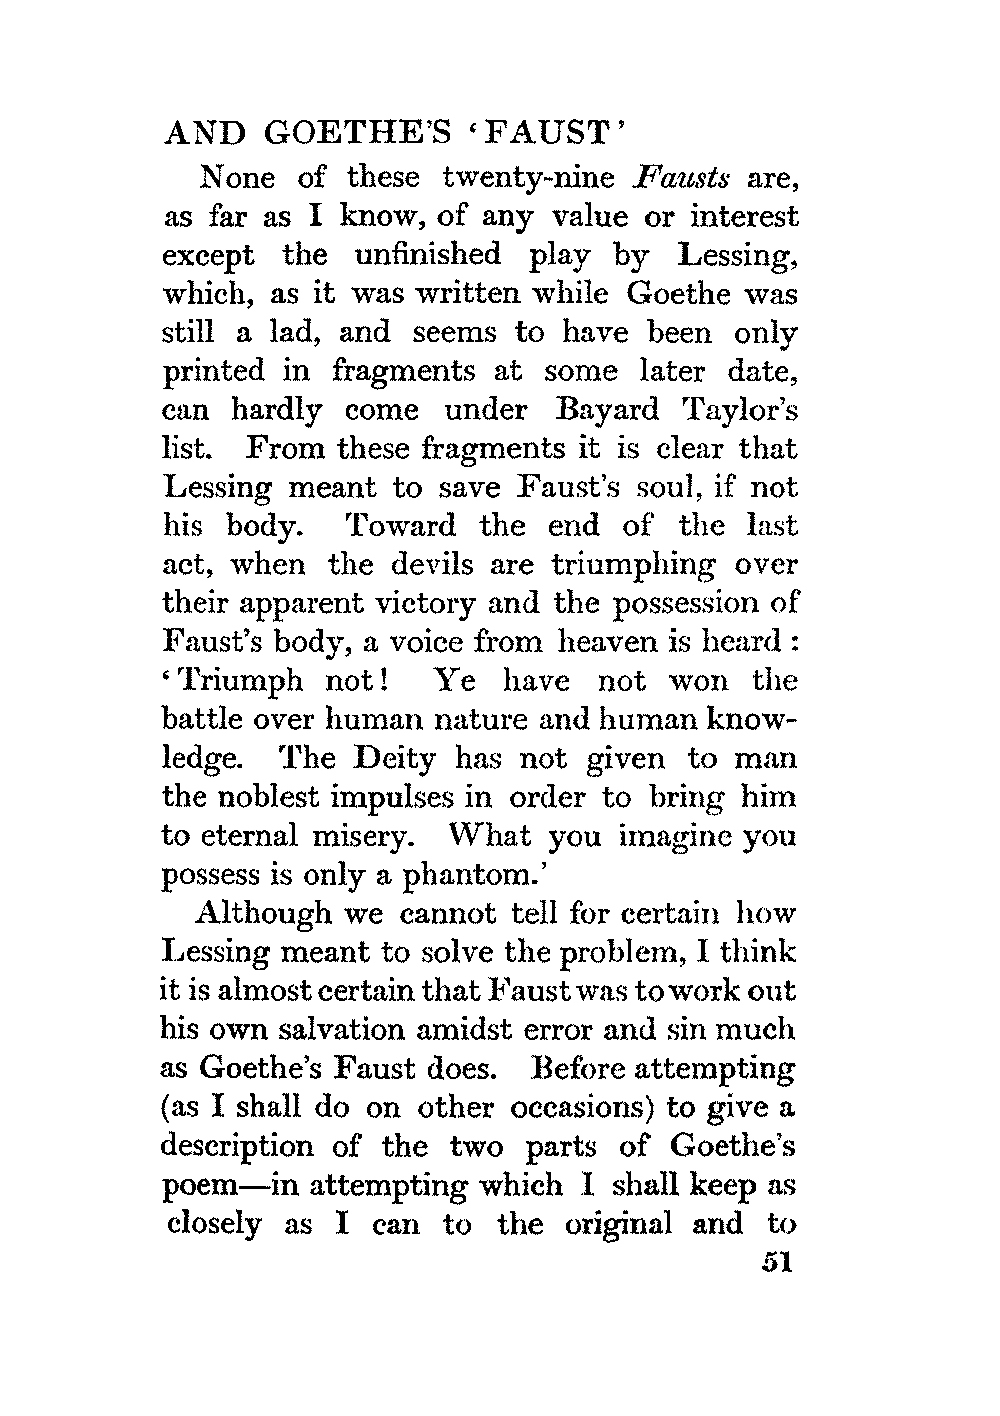 AND GOETHE'S ‘FAUST’
None of these twenty-nine Fausts are,
as far as I know, of any value or interest
except the unfinished play by Lessing,
which, as it was written while Goethe was
still a lad, and seems to have been only
printed in fragments at some later date,
can hardly come under Bayard Taylor's
list. From these fragments it is clear that
Lessing meant to save Faust's soul, if not
his body. Toward the end of the last
act, when the devils are triumphing over
their apparent victory and the possession of
Faust's body, a voice from heaven is heard :
‘Triumph not! Ye have not won the
battle over human nature and human know-
ledge. The Deity has not given to man
the noblest impulses in order to bring him
to eternal misery. What you imagine you
possess is only a phantom.’
Although we cannot tell for certain how
Lessing meant to solve the problem, I think
it is almost certain that Faust was to work out
his own salvation amidst error and sin much
as Goethe's Faust does. Before attempting
(as I shall do on other occasions) to give a
description of the two parts of Goethe's
poem—in attempting which I shall keep as
closely as I can to the original and to
51